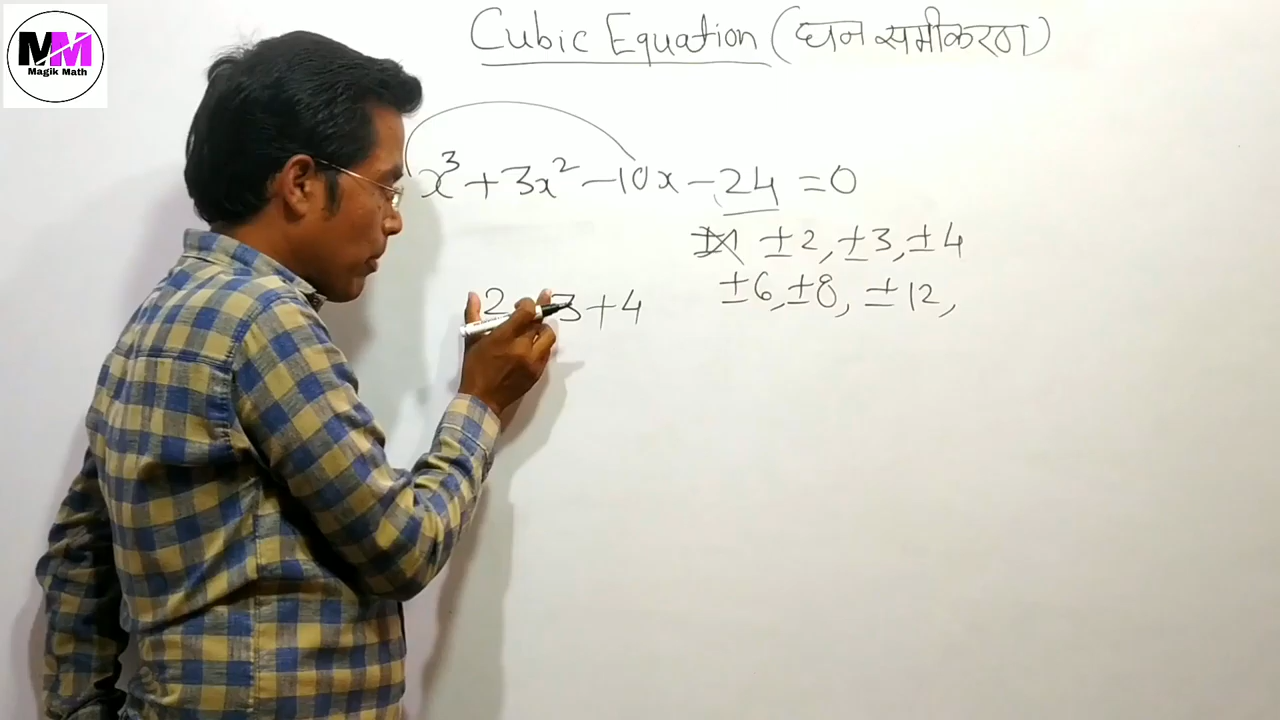 MM
Magik Math
Cubic Equation (घन समीकरण)
x³ + 3x² - 10x - 24 = 0
±1 ±2, ±3, ±4
±6, ±8, ±12,
2 3 + 4